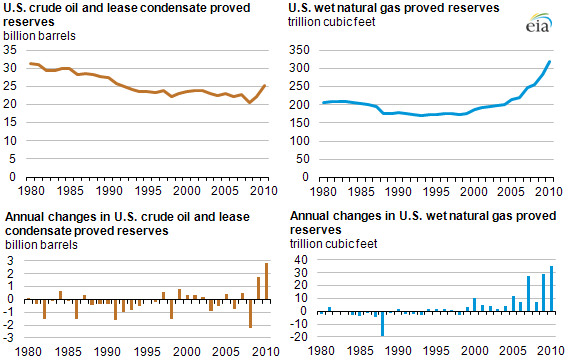 U.S. crude oil and lease condensate proved
reserves
billion barrels
35
30
25
20
15
10
5
0
1980 1985 1990 1995 2000 2005 2010
U.S. wet natural gas proved reserves
trillion cubic feet
eia
350
300
250
200
150
100
50
0
1980 1985 1990 1995 2000 2005 2010
Annual changes in U.S. crude oil and lease
condensate proved reserves
billion barrels
3
2
1
0
-1
-2
-3
1980 1985 1990 1995 2000 2005 2010
Annual changes in U.S. wet natural gas proved
reserves
trillion cubic feet
40
30
20
10
0
-10
-20
1980 1985 1990 1995 2000 2005 2010